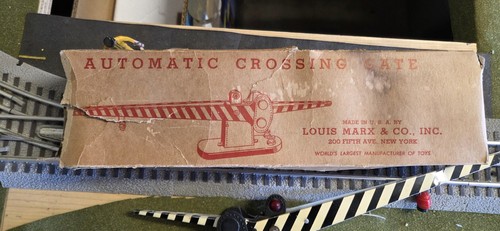 AUTOMATIC CROSSING GATE
MADE IN U. S. A. BY
LOUIS MARX & CO., INC.
200 FIFTH AVE. NEW YORK
WORLD'S LARGEST MANUFACTURER OF TOYS